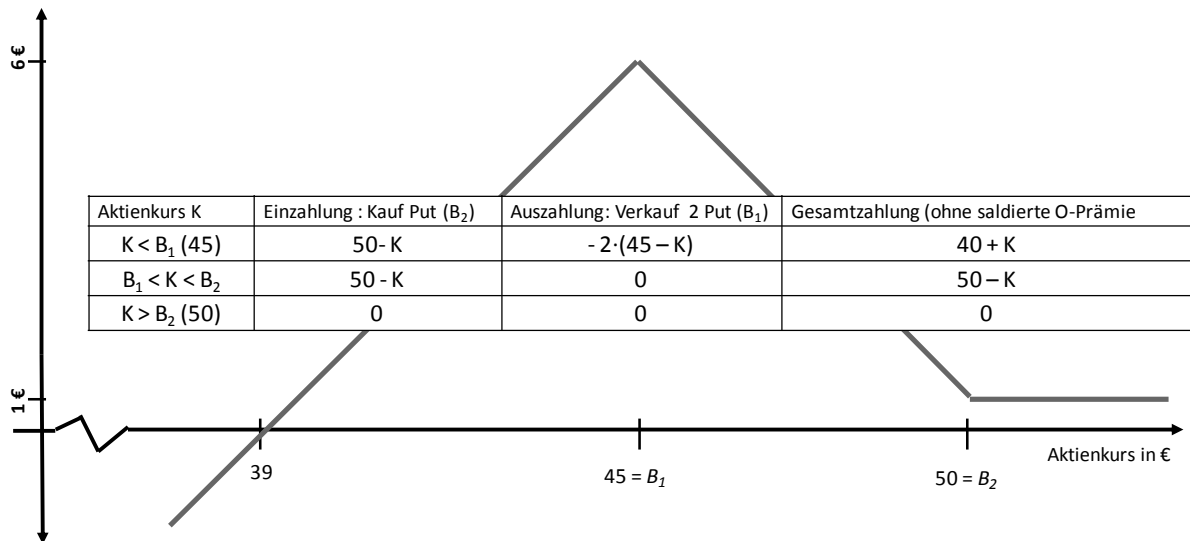 6 €
Aktienkurs K Einzahlung : Kauf Put (B₂) Auszahlung: Verkauf 2 Put (B₁) Gesamtzahlung (ohne saldierte O-Prämie
K < B₁ (45) 50- K - 2·(45 – K) 40 + K
B₁ < K < B₂ 50 - K 0 50 – K
K > B₂ (50) 0 0 0
1 €
Aktienkurs in €
39 45 = B₁ 50 = B₂